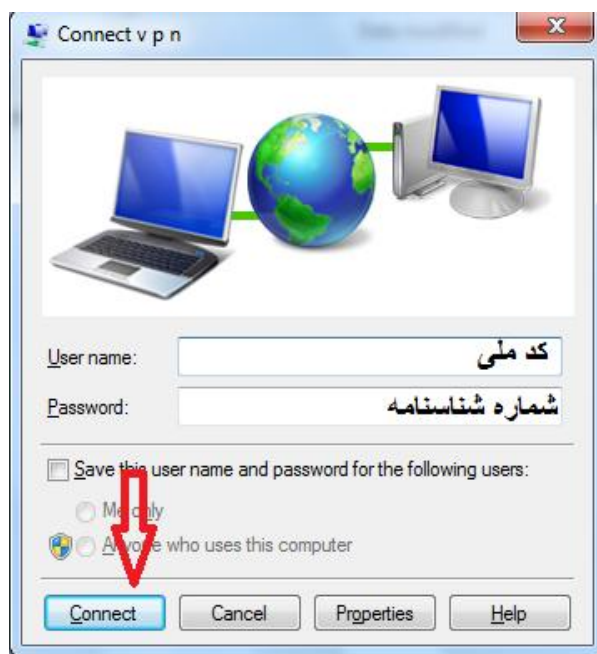 Connect v p n
User name: کد ملی
Password: شماره شناسنامه
Save this user name and password for the following users:
Me only
Anyone who uses this computer
Connect Cancel Properties Help